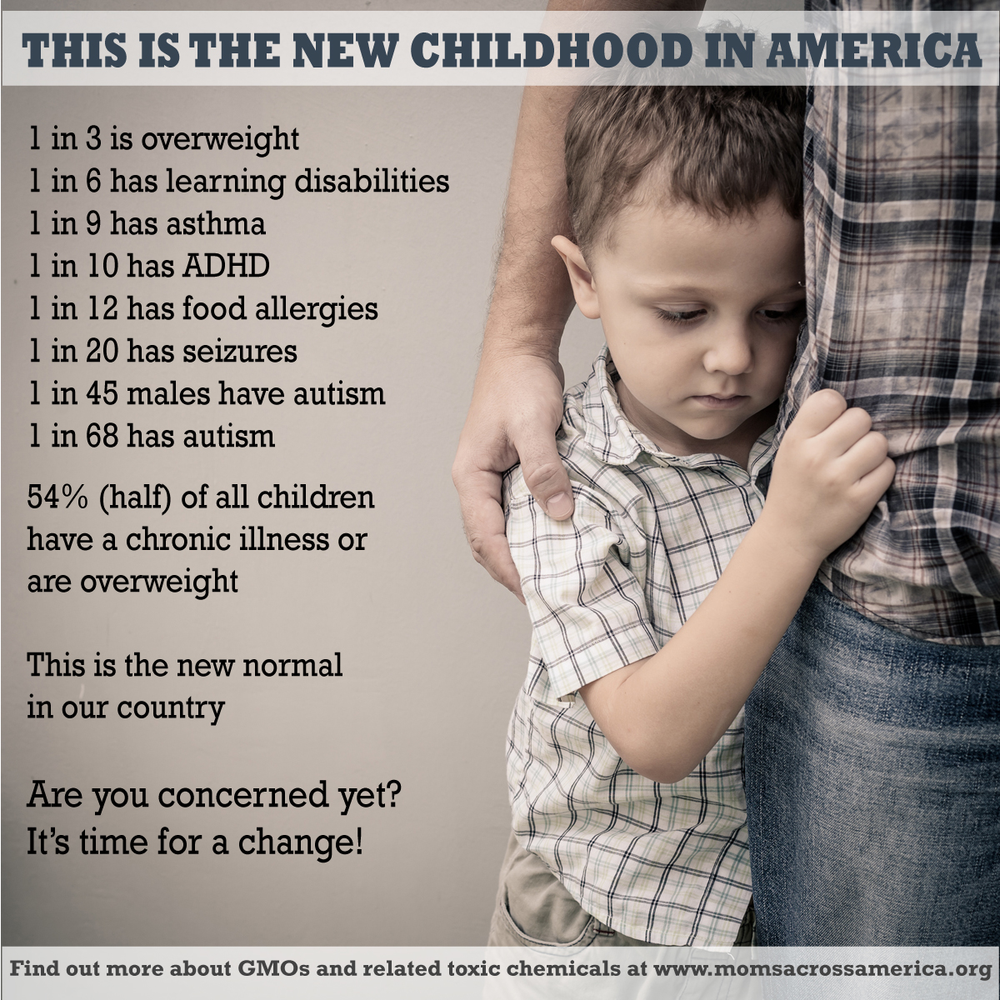 THIS IS THE NEW CHILDHOOD IN AMERICA
1 in 3 is overweight
1 in 6 has learning disabilities
1 in 9 has asthma
1 in 10 has ADHD
1 in 12 has food allergies
1 in 20 has seizures
1 in 45 males have autism
1 in 68 has autism
54% (half) of all children
have a chronic illness or
are overweight
This is the new normal
in our country
Are you concerned yet?
It's time for a change!
Find out more about GMOs and related toxic chemicals at www.momsacrossamerica.org